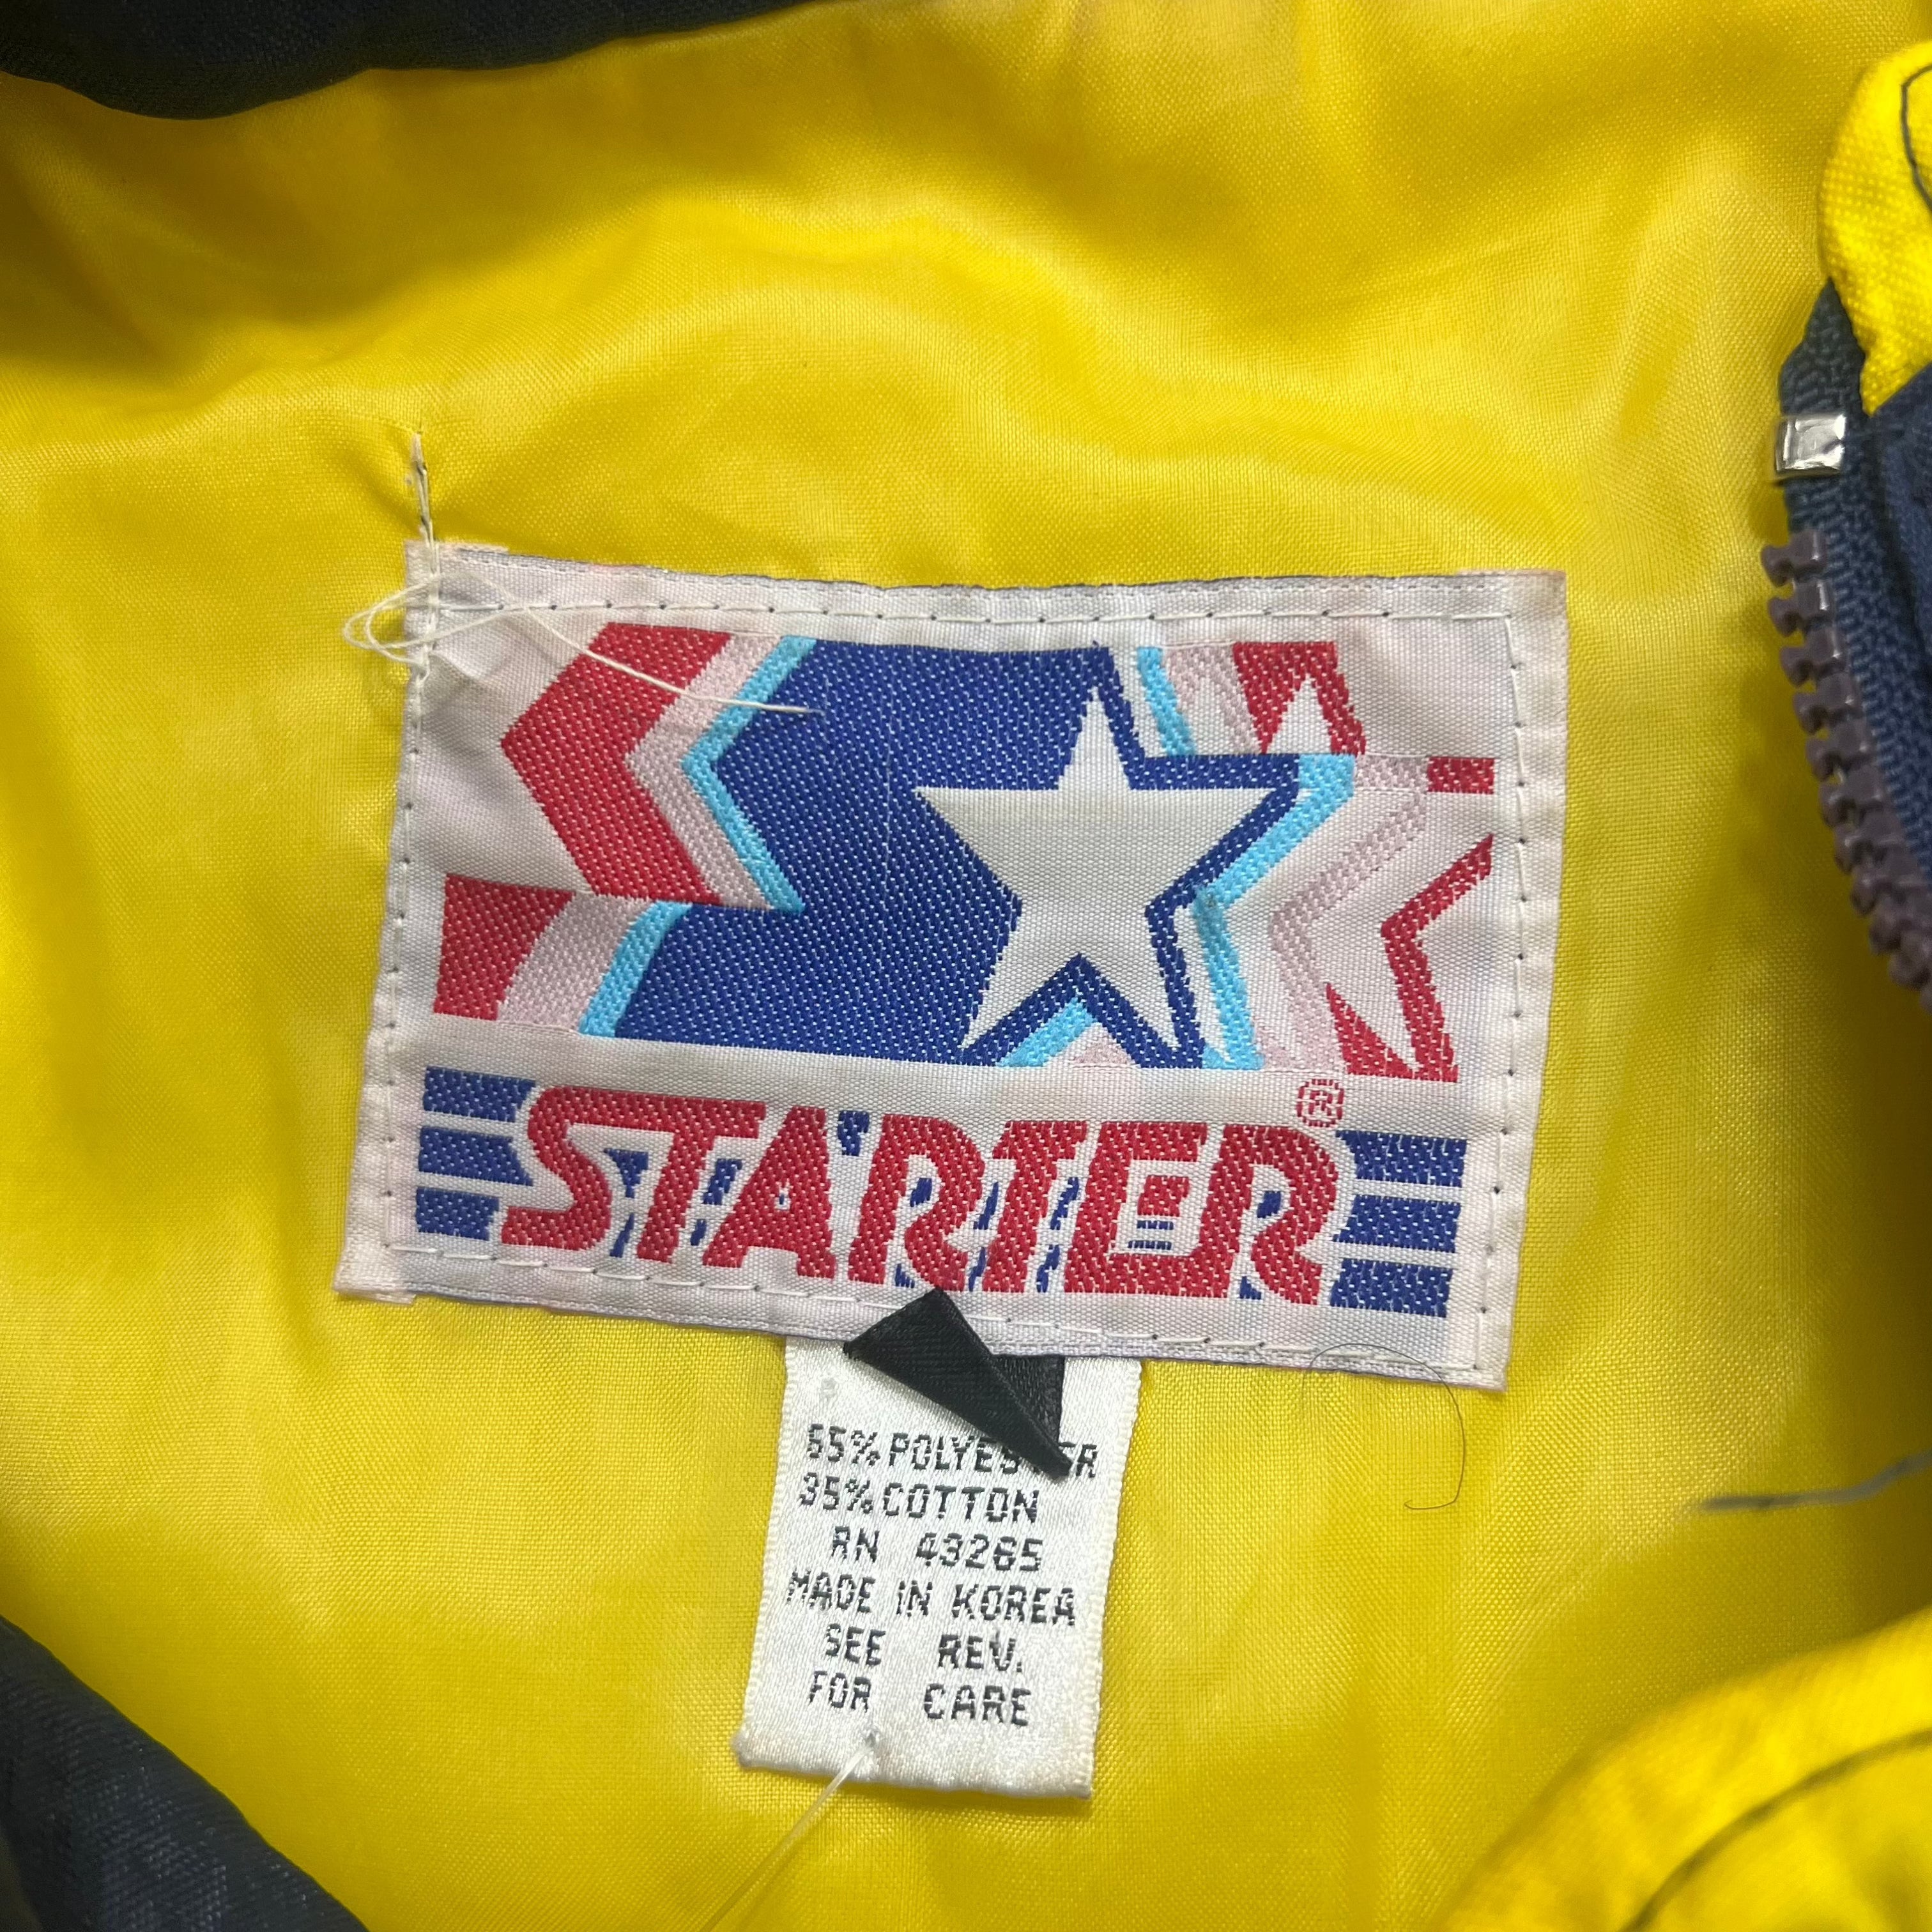 STARTER®
65% POLYESTER
35% COTTON
RN 43265
MADE IN KOREA
SEE REV.
FOR CARE